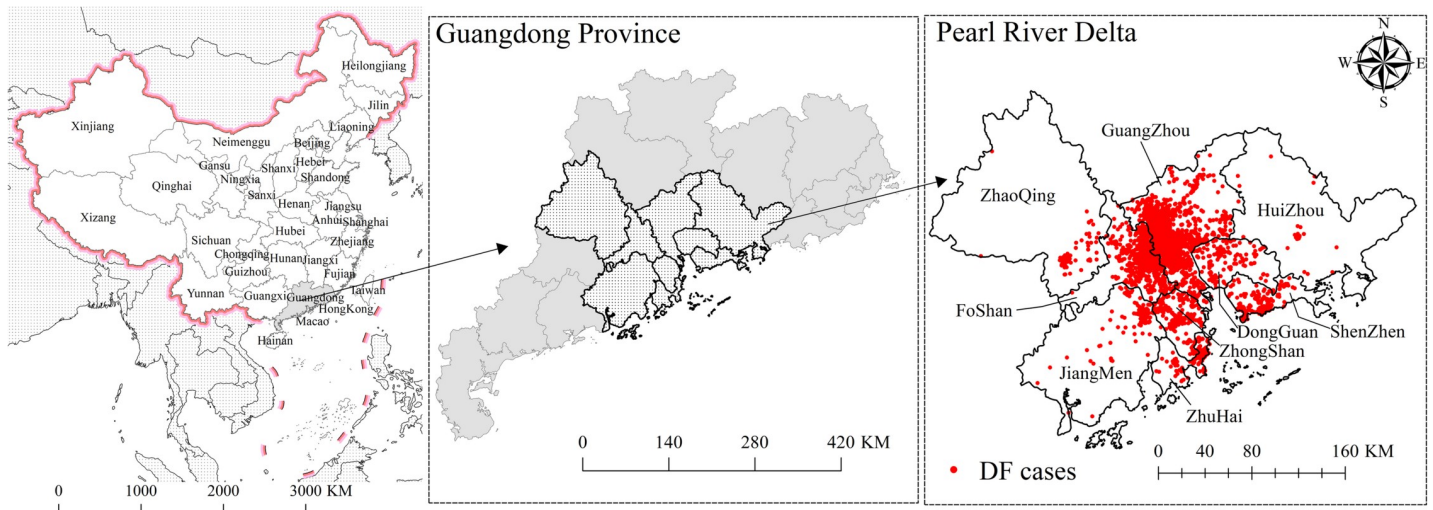 Heilongjiang
Jilin
Liaoning
Xinjiang
Neimenggu
Beijing
Hebei
Gansu
Shanxi
Ningxia
Shandong
Qinghai
Sanxi
Henan
Jiangsu
Xizang
Anhui
Shanghai
Hubei
Zhejiang
Sichuan
Chongqing
Hunan
Jiangxi
Guizhou
Fujian
Yunnan
Guangxi
Guangdong
Taiwan
HongKong
Macao
Hainan
0 1000 2000 3000 KM
Guangdong Province
0 140 280 420 KM
Pearl River Delta
N
W E
S
GuangZhou
ZhaoQing
HuiZhou
FoShan
DongGuan
ShenZhen
ZhongShan
JiangMen
ZhuHai
0 40 80 160 KM
DF cases